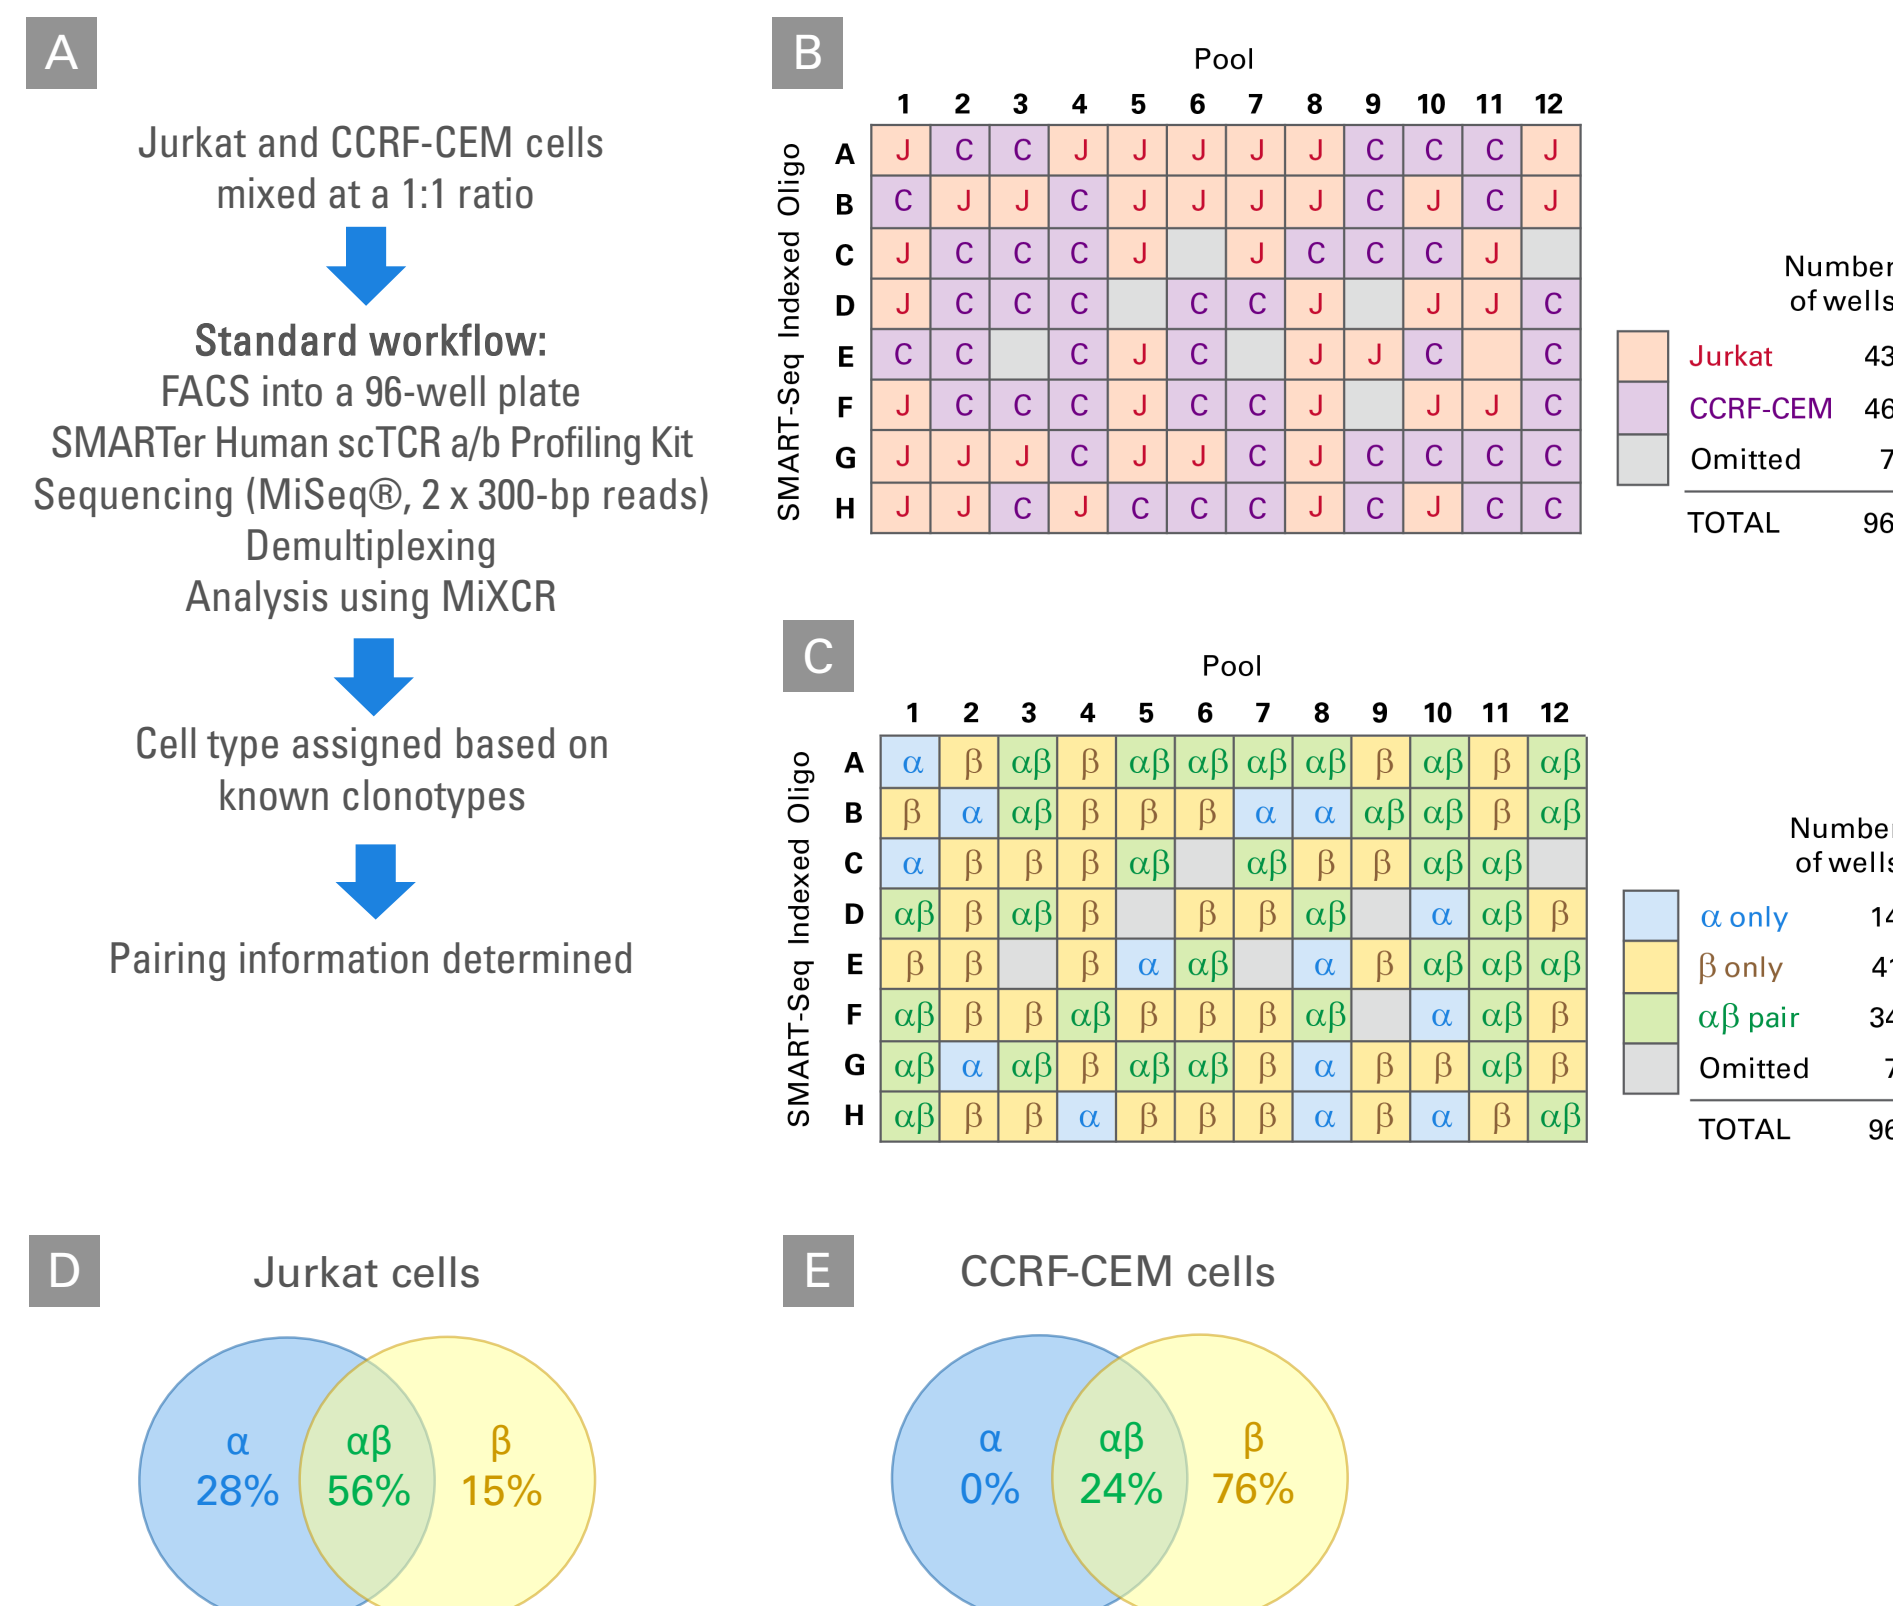 A
Jurkat and CCRF-CEM cells
mixed at a 1:1 ratio
Standard workflow:
FACS into a 96-well plate
SMARTer Human scTCR a/b Profiling Kit
Sequencing (MiSeq®, 2 x 300-bp reads)
Demultiplexing
Analysis using MiXCR
Cell type assigned based on
known clonotypes
Pairing information determined
B
Pool
1 2 3 4 5 6 7 8 9 10 11 12
SMART-Seq Indexed Oligo
A J C C J J J J J C C C J
B C J J C J J J J C J C J
C J C C C J J C C C J
D J C C C C C J J J C
E C C C J C J J C C
F J C C C J C C J J J C
G J J J C J J C J C C C C
H J J C J C C C J C J C C
Number
of wells
Jurkat 43
CCRF-CEM 46
Omitted 7
TOTAL 96
C
Pool
1 2 3 4 5 6 7 8 9 10 11 12
SMART-Seq Indexed Oligo
A α β αβ β αβ αβ αβ αβ β αβ β αβ
B β α αβ β β β α α αβ αβ β αβ
C α β β β αβ αβ β β αβ αβ
D αβ β αβ β β β αβ α αβ β
E β β β α αβ α β αβ αβ αβ
F αβ β β αβ β β β αβ α αβ β
G αβ α αβ β αβ αβ β α β β αβ β
H αβ β β α β β β α β α β αβ
Number
of wells
α only 14
β only 41
αβ pair 34
Omitted 7
TOTAL 96
D
Jurkat cells
α αβ β
28% 56% 15%
E
CCRF-CEM cells
α αβ β
0% 24% 76%